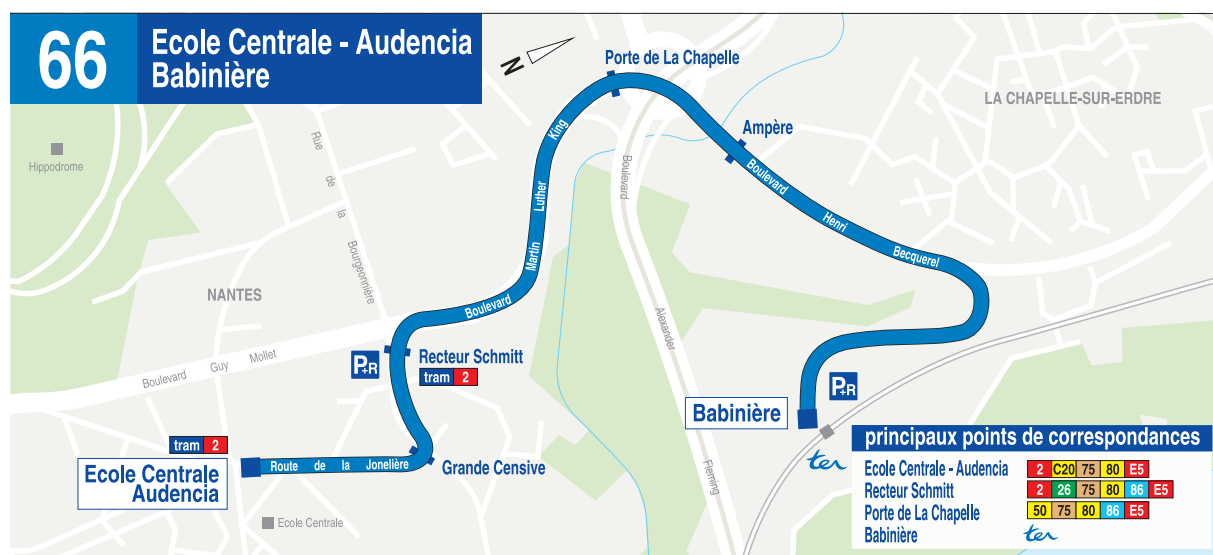 66
Ecole Centrale - Audencia
Babinière
N
Porte de La Chapelle
LA CHAPELLE-SUR-ERDRE
Ampère
Hippodrome
Rue de la Bourgeonnière
Boulevard Martin Luther King
Boulevard Henri Becquerel
Boulevard Alexander Fleming
NANTES
Boulevard Guy Mollet
P+R
Recteur Schmitt
tram 2
P+R
Babinière
ter
tram 2
Ecole Centrale
Audencia
Route de la Jonelière
Grande Censive
Ecole Centrale
principaux points de correspondances
Ecole Centrale - Audencia 2 C20 75 80 E5
Recteur Schmitt 2 26 75 80 86 E5
Porte de La Chapelle 50 75 80 86 E5
Babinière ter